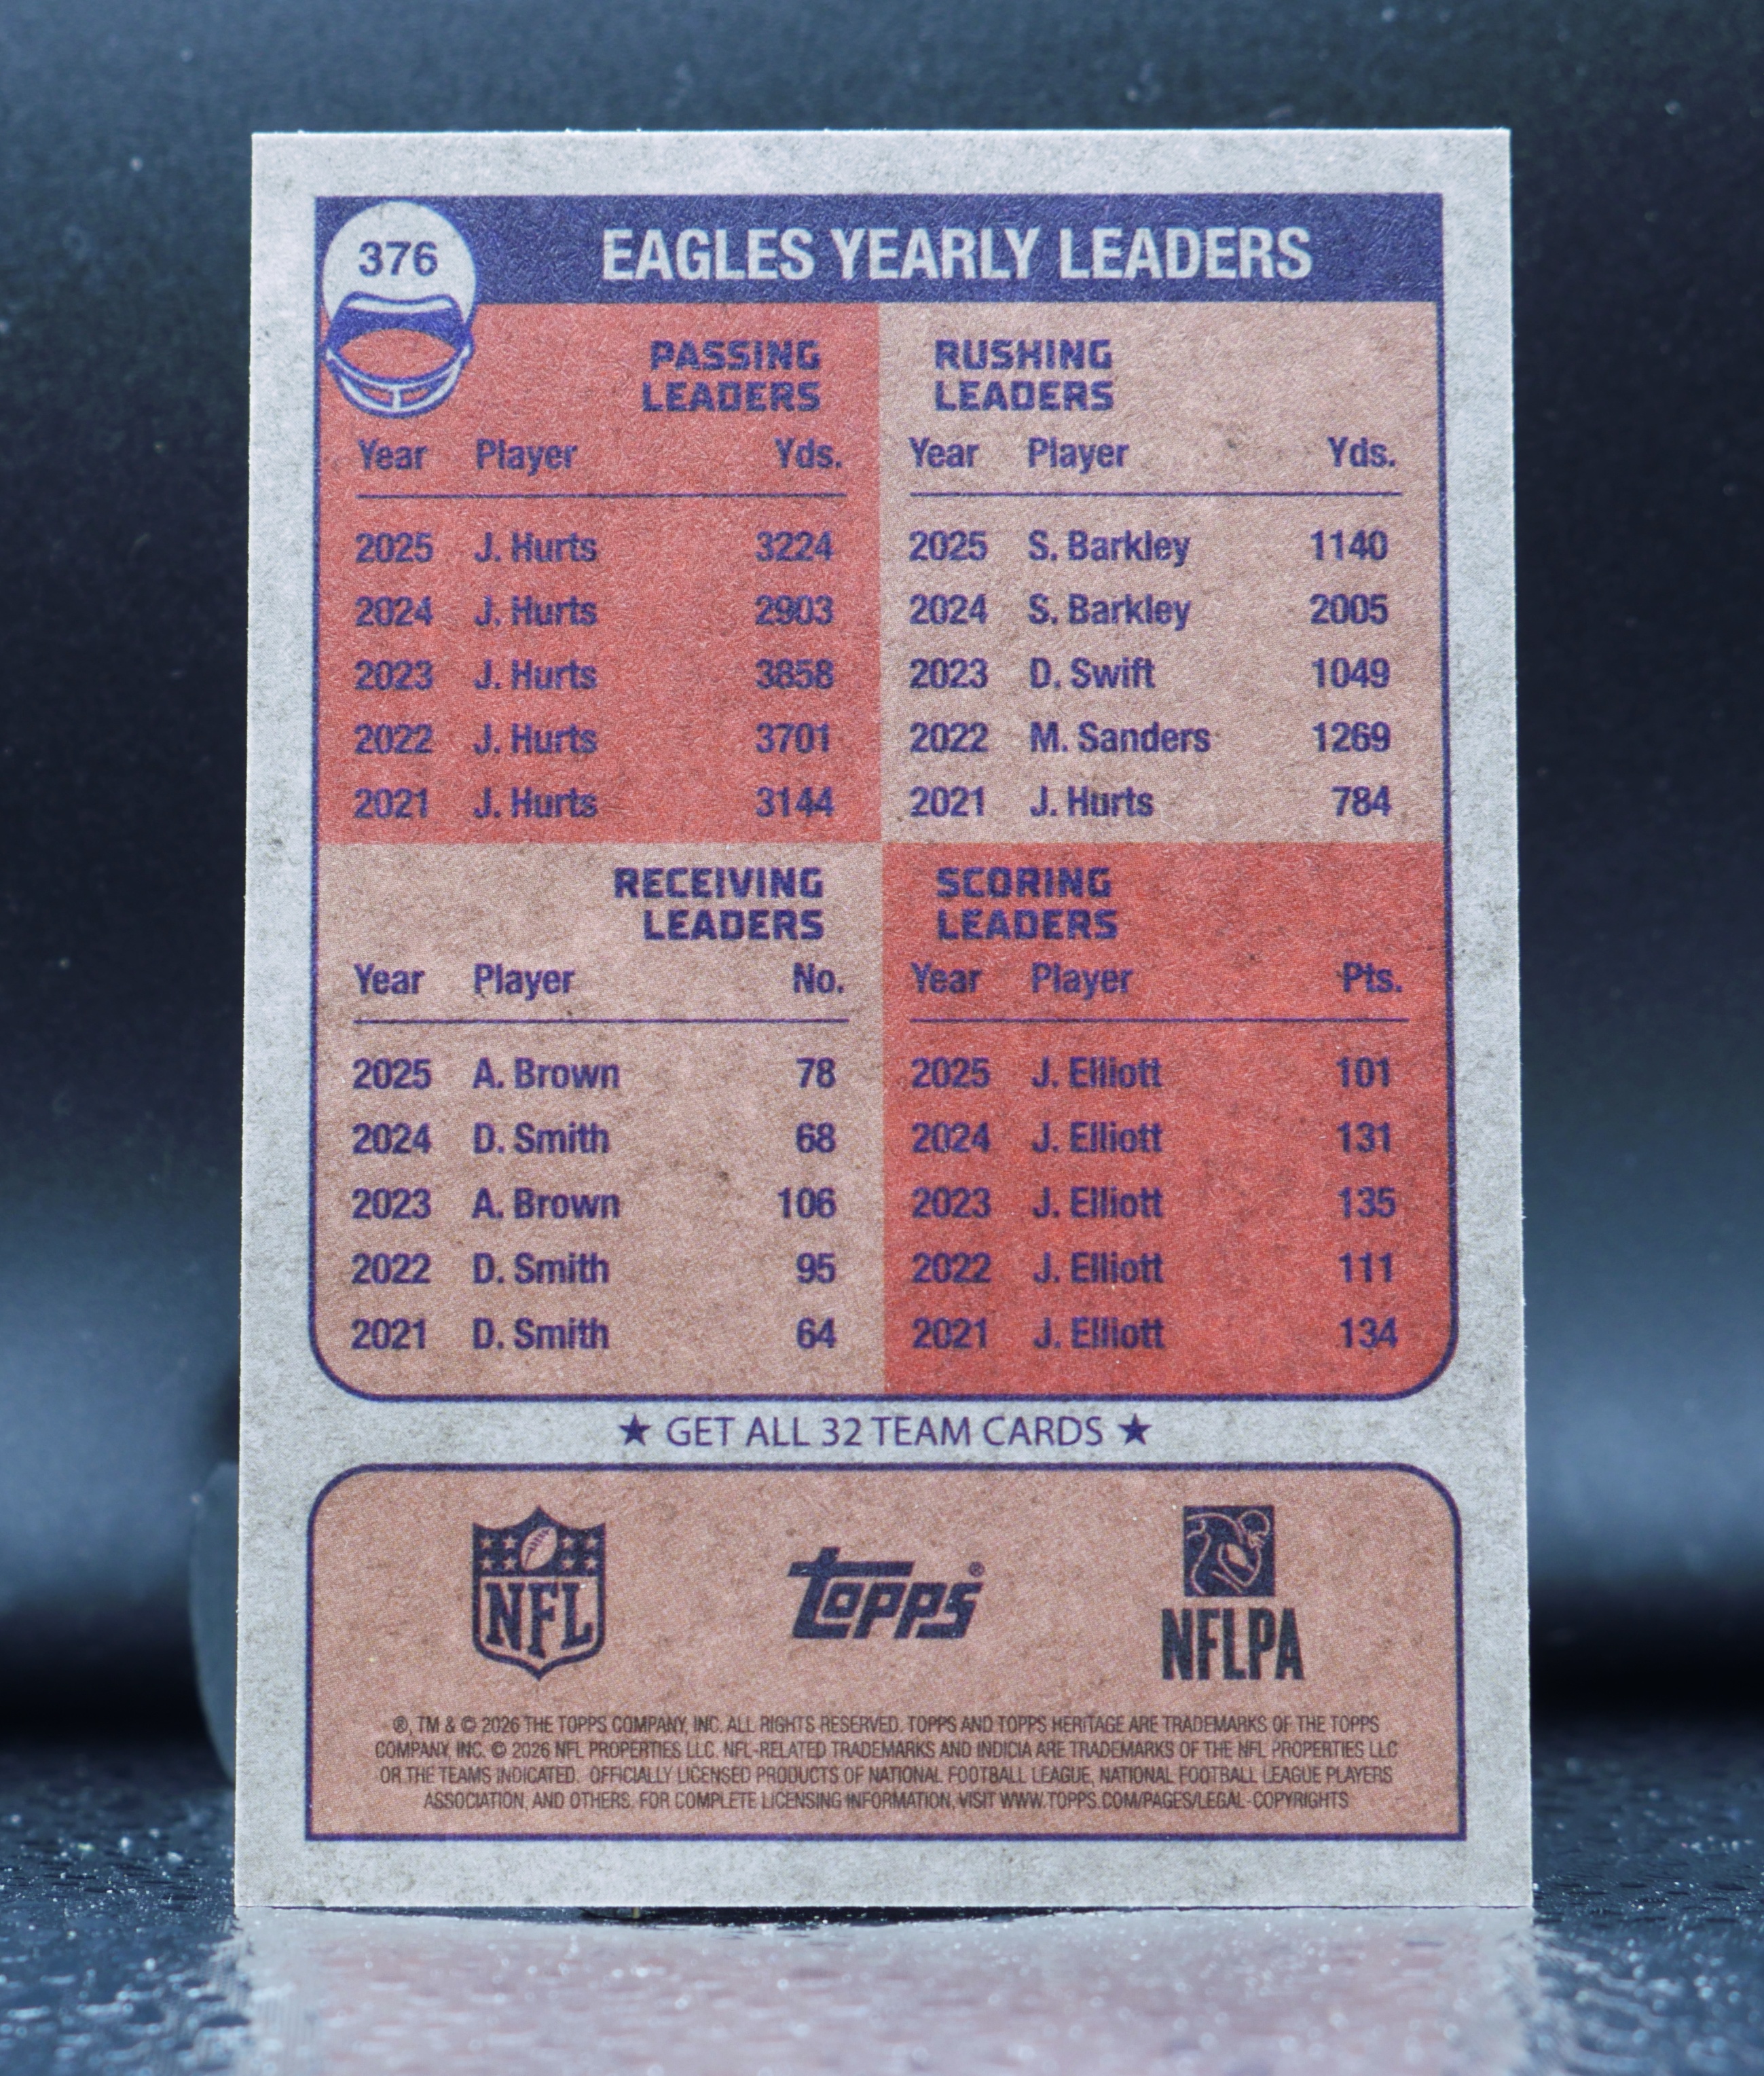 376
EAGLES YEARLY LEADERS
PASSING
LEADERS
Year Player Yds.
2025 J. Hurts 3224
2024 J. Hurts 2903
2023 J. Hurts 3858
2022 J. Hurts 3701
2021 J. Hurts 3144
RUSHING
LEADERS
Year Player Yds.
2025 S. Barkley 1140
2024 S. Barkley 2005
2023 D. Swift 1049
2022 M. Sanders 1269
2021 J. Hurts 784
RECEIVING
LEADERS
Year Player No.
2025 A. Brown 78
2024 D. Smith 68
2023 A. Brown 106
2022 D. Smith 95
2021 D. Smith 64
SCORING
LEADERS
Year Player Pts.
2025 J. Elliott 101
2024 J. Elliott 131
2023 J. Elliott 135
2022 J. Elliott 111
2021 J. Elliott 134
★ GET ALL 32 TEAM CARDS ★
NFL
topps®
NFLPA
®, TM & © 2026 THE TOPPS COMPANY, INC. ALL RIGHTS RESERVED. TOPPS AND TOPPS HERITAGE ARE TRADEMARKS OF THE TOPPS
COMPANY, INC. © 2026 NFL PROPERTIES LLC. NFL-RELATED TRADEMARKS AND INDICIA ARE TRADEMARKS OF THE NFL PROPERTIES LLC
OR THE TEAMS INDICATED. OFFICIALLY LICENSED PRODUCTS OF NATIONAL FOOTBALL LEAGUE, NATIONAL FOOTBALL LEAGUE PLAYERS
ASSOCIATION, AND OTHERS. FOR COMPLETE LICENSING INFORMATION, VISIT WWW.TOPPS.COM/PAGES/LEGAL-COPYRIGHTS